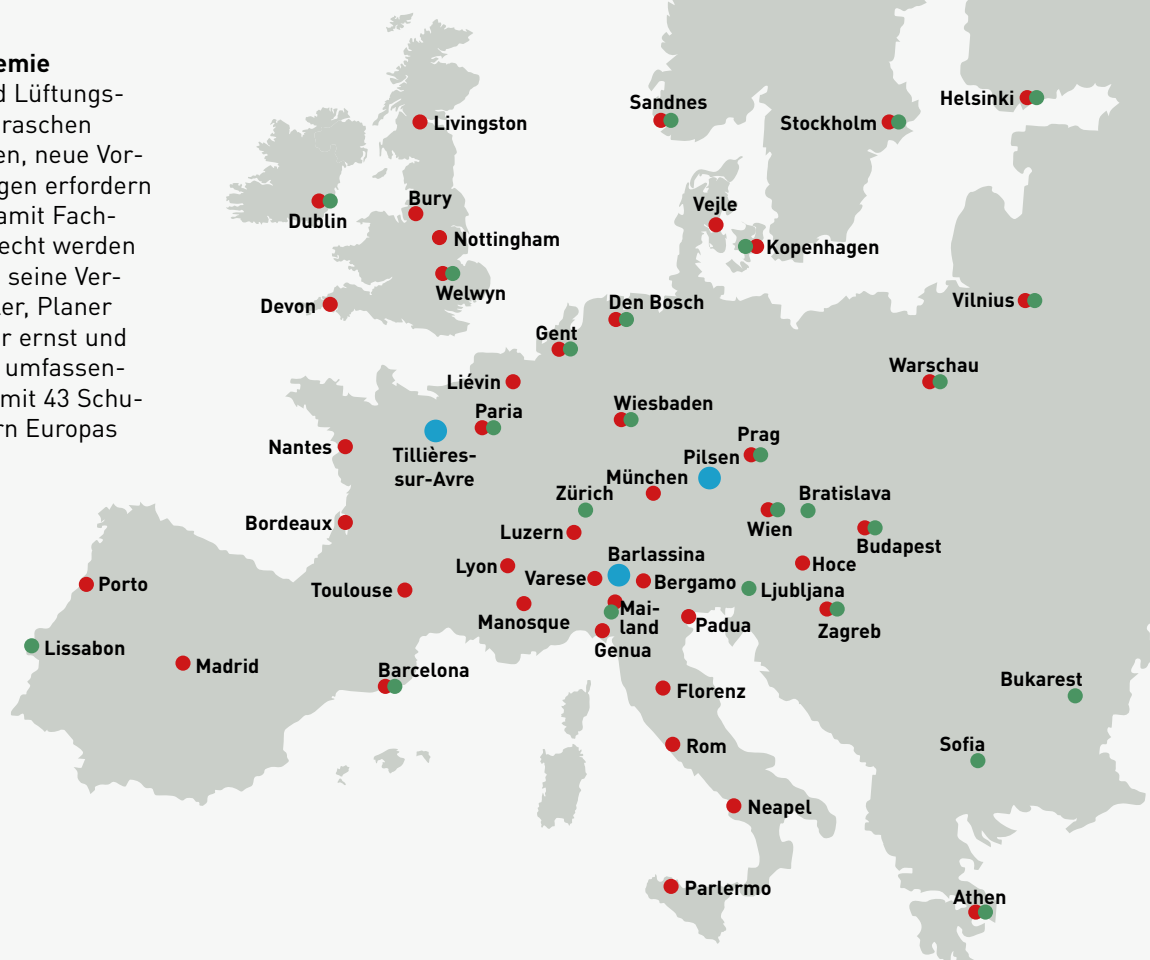 emie
d Lüftungs-
raschen
en, neue Vor-
gen erfordern
amit Fach-
echt werden
seine Ver-
er, Planer
r ernst und
umfassen-
mit 43 Schu-
rn Europas
Sandnes
Helsinki
Livingston
Stockholm
Bury
Vejle
Dublin
Nottingham
Kopenhagen
Welwyn
Devon
Den Bosch
Vilnius
Gent
Warschau
Liévin
Paria
Wiesbaden
Prag
Nantes
Tillières-
sur-Avre
Pilsen
München
Zürich
Bratislava
Bordeaux
Luzern
Wien
Budapest
Barlassina
Lyon
Hoce
Varese
Bergamo
Porto
Toulouse
Ljubljana
Manosque
Mai-
land
Padua
Zagreb
Lissabon
Genua
Madrid
Barcelona
Bukarest
Florenz
Rom
Sofia
Neapel
Parlermo
Athen